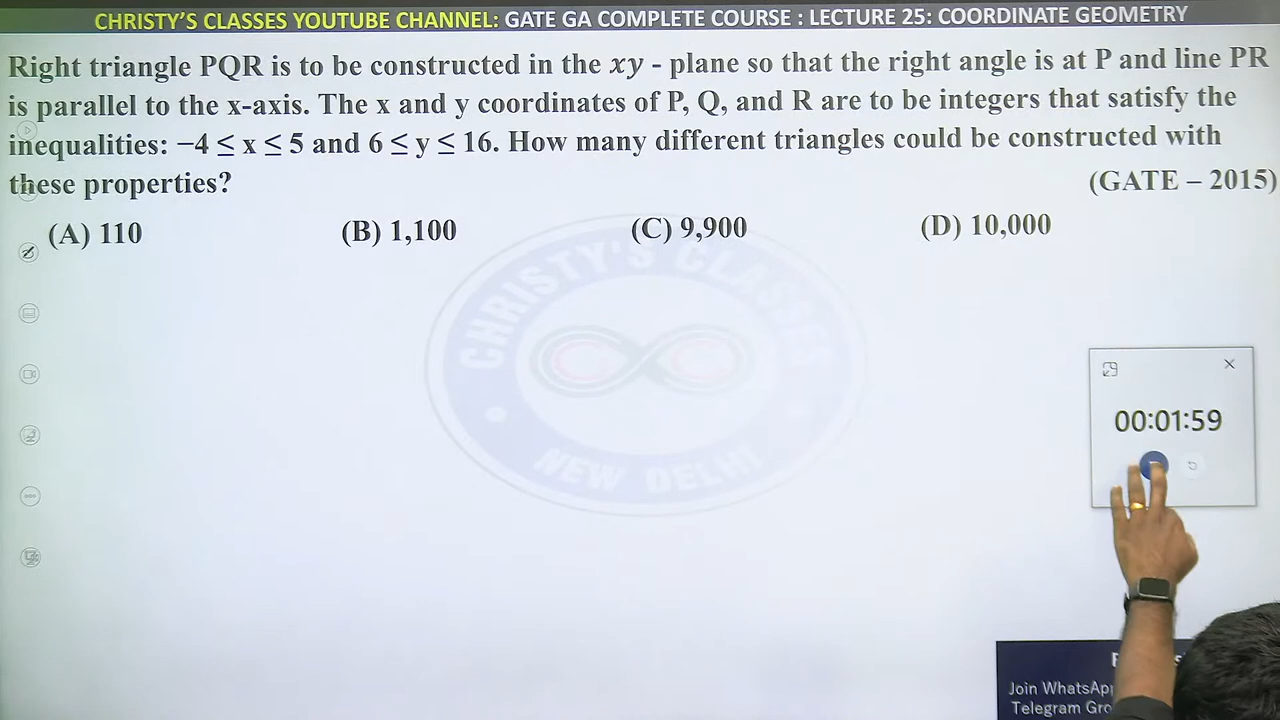 CHRISTY'S CLASSES YOUTUBE CHANNEL: GATE GA COMPLETE COURSE : LECTURE 25: COORDINATE GEOMETRY
Right triangle PQR is to be constructed in the xy - plane so that the right angle is at P and line PR
is parallel to the x-axis. The x and y coordinates of P, Q, and R are to be integers that satisfy the
inequalities: −4 ≤ x ≤ 5 and 6 ≤ y ≤ 16. How many different triangles could be constructed with
these properties? (GATE – 2015)
(A) 110 (B) 1,100 (C) 9,900 (D) 10,000
CHRISTY'S CLASSES
NEW DELHI
00:01:59
Join WhatsApp
Telegram